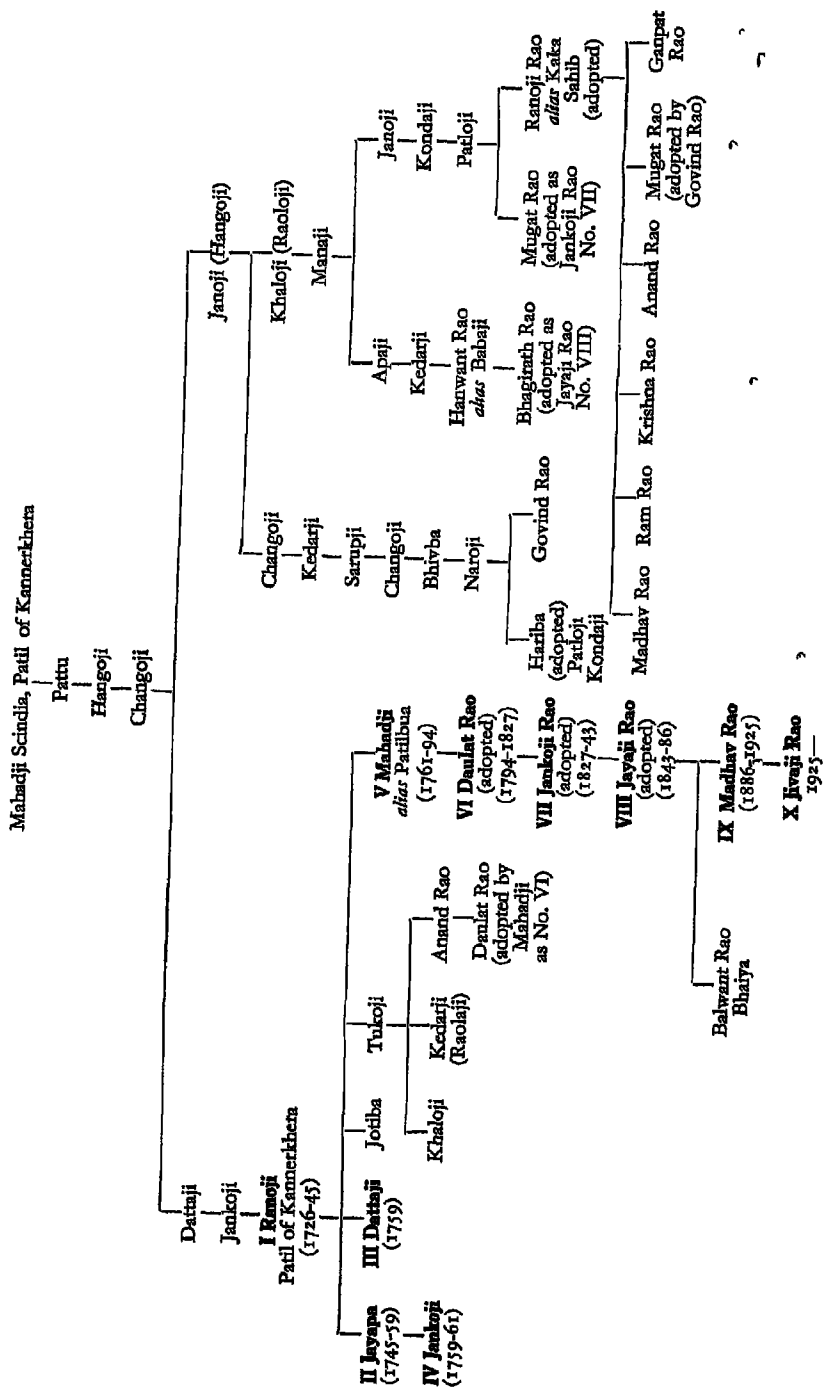 Mahadji Scindia, Patil of Kannerkhera
Pattu
Hangoji
Changoji
Dattaji
Jankoji
I Ranoji
Patil of Kannerkhera
(1726-45)
II Jayapa
(1745-59)
IV Jankoji
(1759-61)
III Dattaji
(1759)
Jotiba
Tukoji
Khaloji
Kedarji
(Raolaji)
Anand Rao
Daulat Rao
(adopted by
Mahadji
as No. VI)
V Mahadji
alias Patilbua
(1761-94)
VI Daulat Rao
(adopted)
(1794-1827)
VII Jankoji Rao
(adopted)
(1827-43)
VIII Jayaji Rao
(adopted)
(1843-86)
Balwant Rao
Bhaiya
IX Madhav Rao
(1886-1925)
X Jivaji Rao
1925—
Janoji (Hangoji)
Changoji
Kedarji
Sarupji
Changoji
Bhivba
Naroji
Hariba
(adopted)
Patloji
Kondaji
Govind Rao
Khaloji (Raoloji)
Manaji
Apaji
Kedarji
Hanwant Rao
alias Babaji
Bhagirath Rao
(adopted as
Jayaji Rao
No. VIII)
Janoji
Kondaji
Patloji
Mugat Rao
(adopted as
Jankoji Rao
No. VII)
Ranoji Rao
alias Kaka
Sahib
(adopted)
Madhav Rao
Ram Rao
Krishna Rao
Anand Rao
Mugat Rao
(adopted by
Govind Rao)
Ganpat
Rao